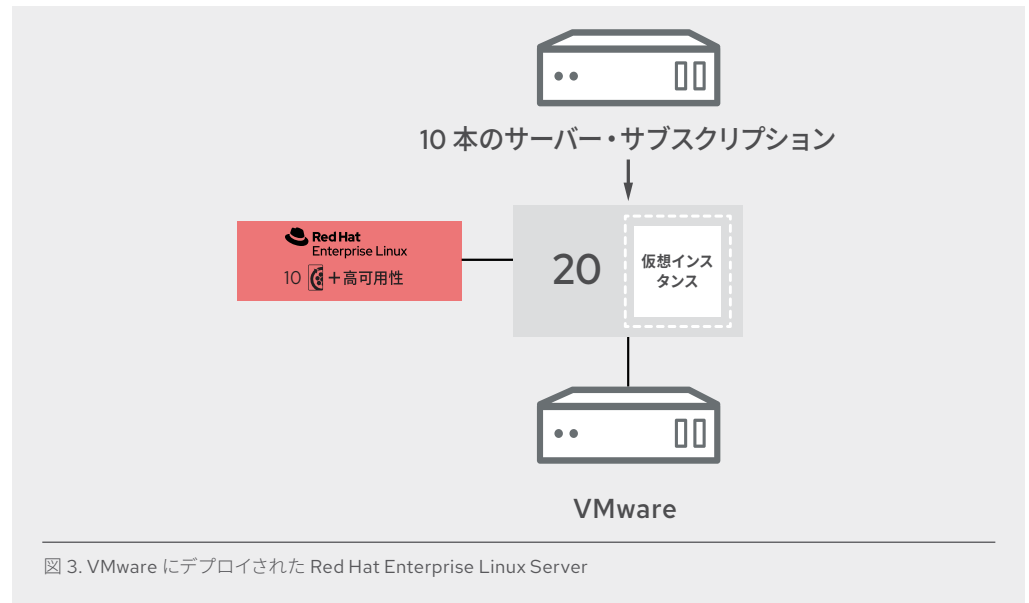 10 本のサーバー・サブスクリプション
Red Hat
Enterprise Linux
10 +高可用性
20
仮想インス
タンス
VMware
図 3. VMware にデプロイされた Red Hat Enterprise Linux Server